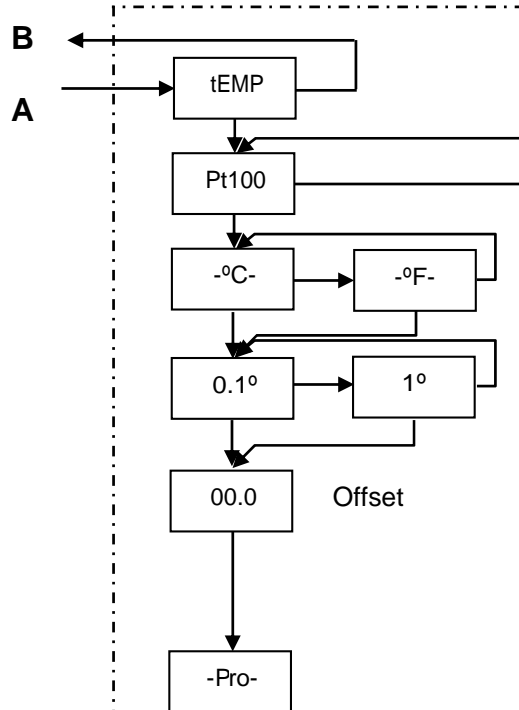 B
tEMP
A
Pt100
-ºC-
-ºF-
0.1º
1º
00.0
Offset
-Pro-